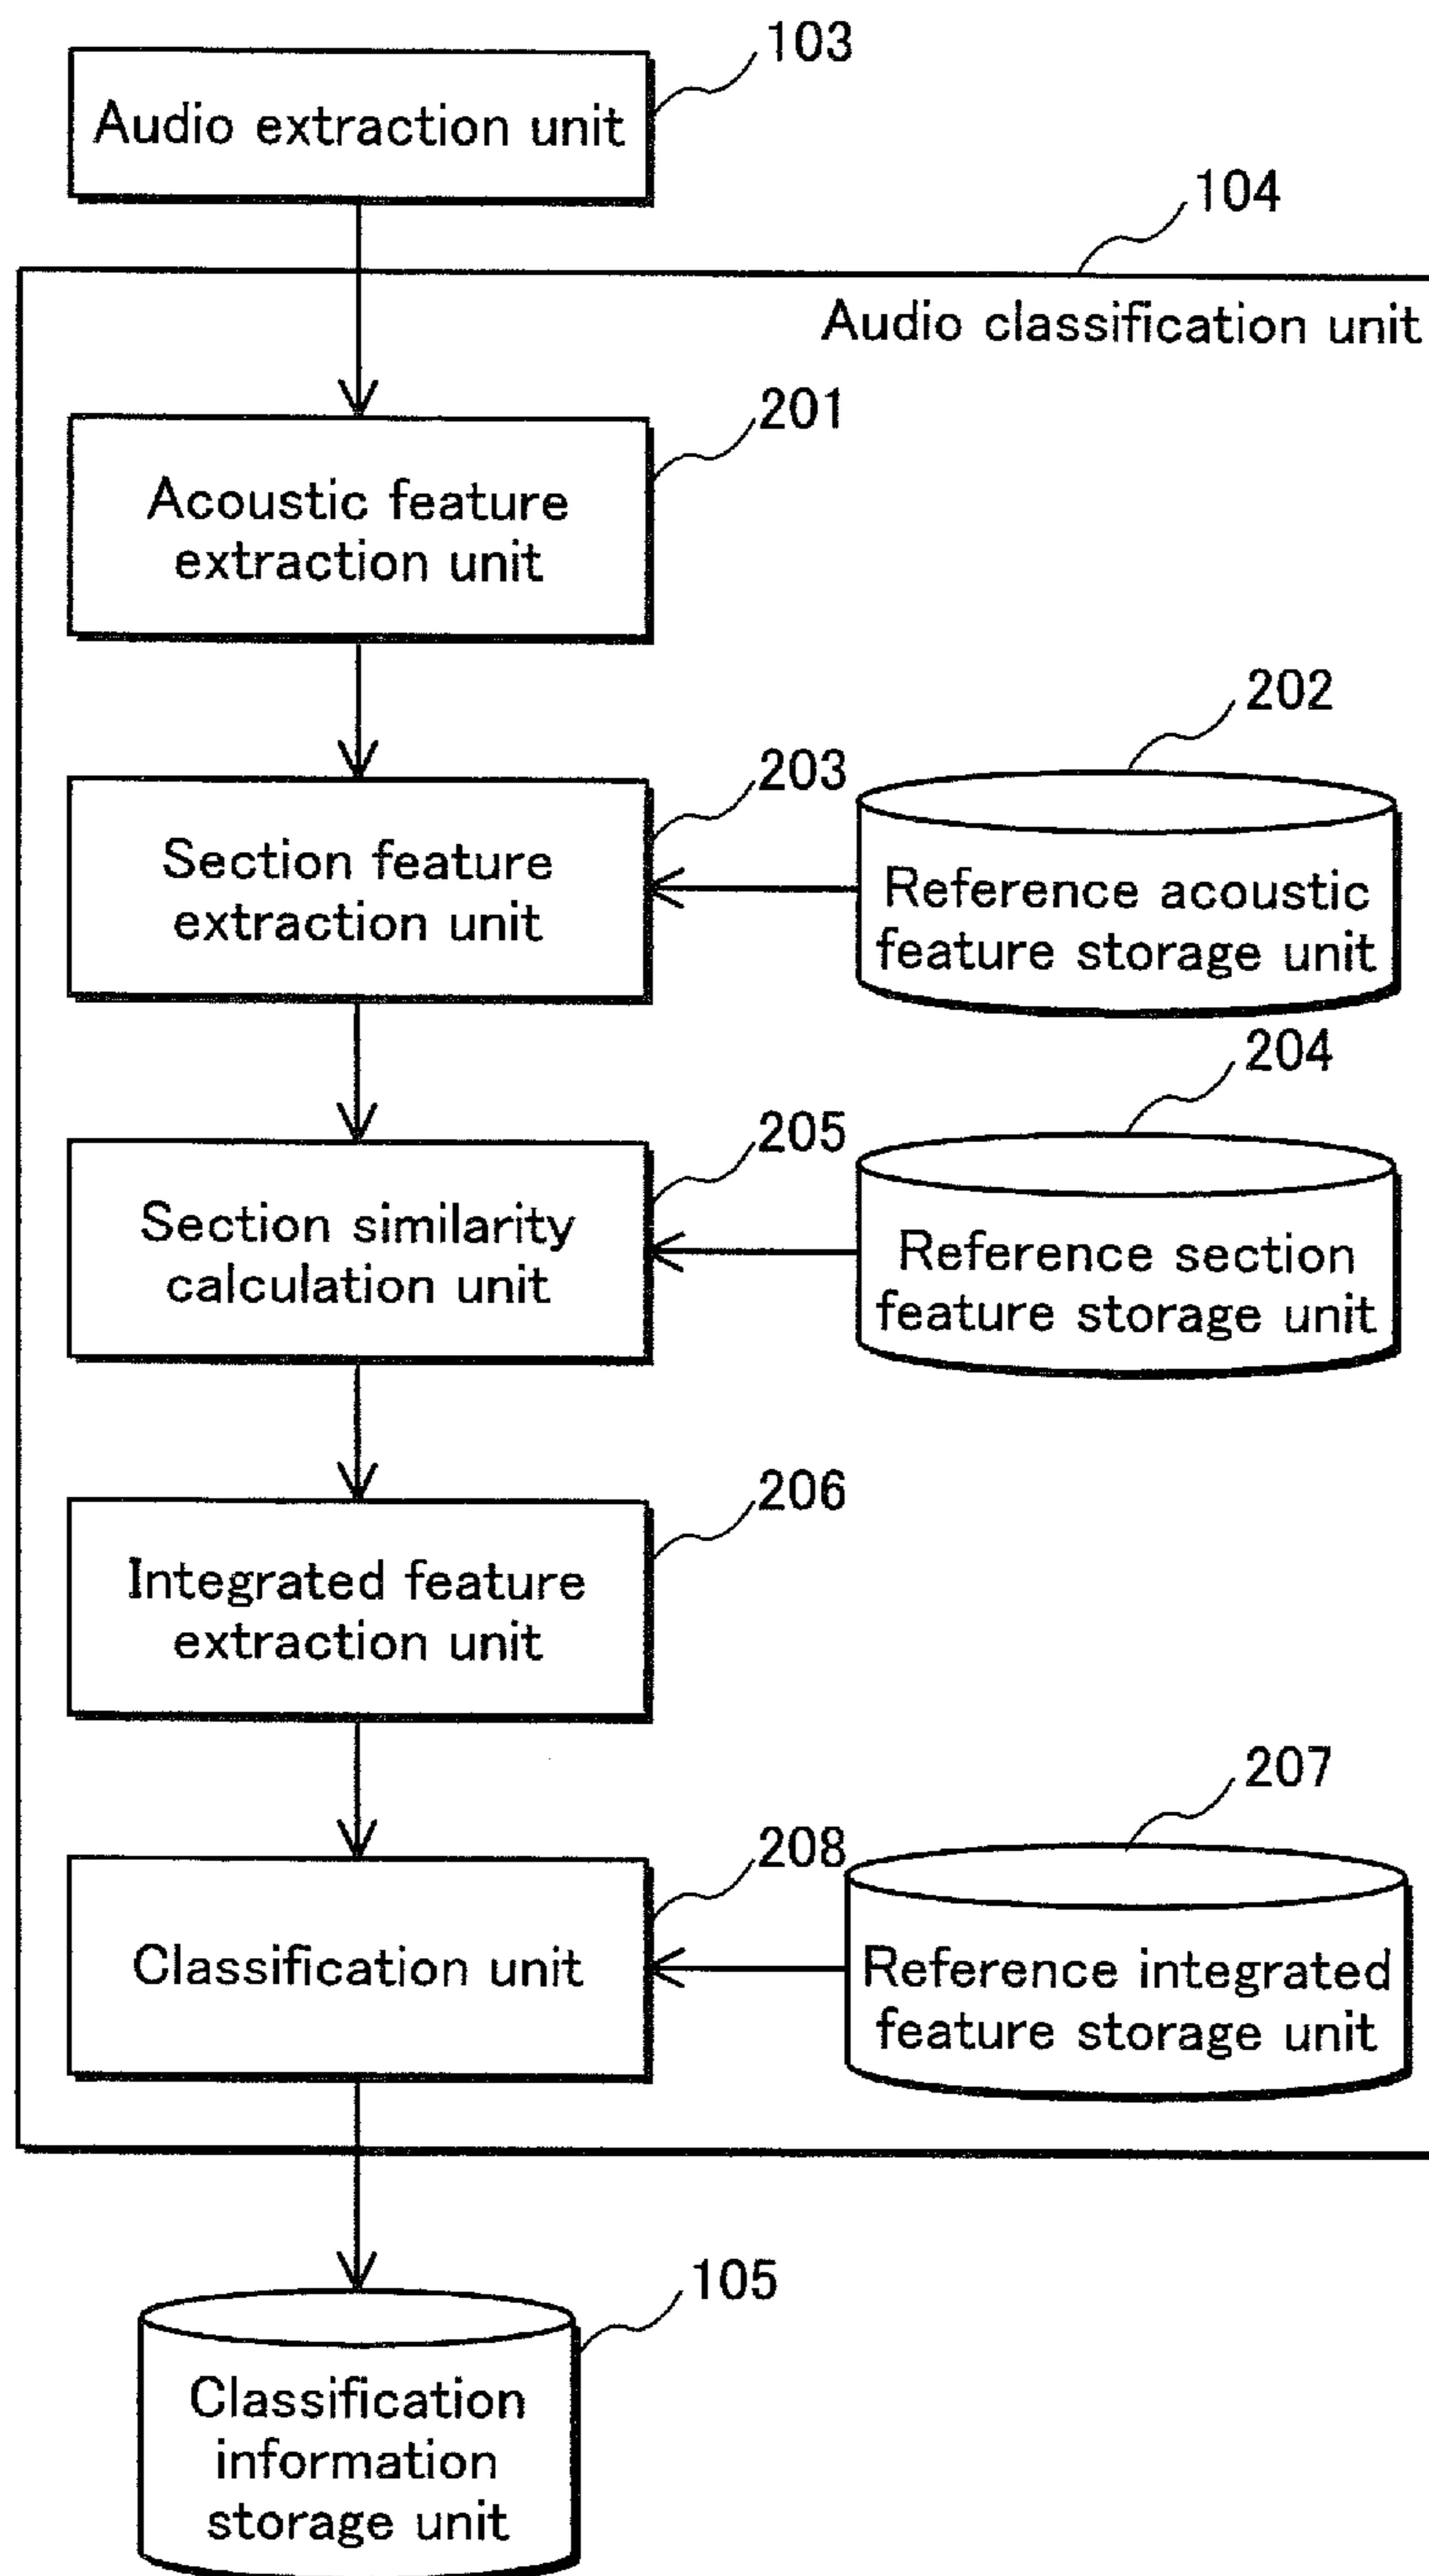 103
Audio extraction unit
104
Audio classification unit
201
Acoustic feature
extraction unit
202
203
Section feature
extraction unit
Reference acoustic
feature storage unit
204
205
Section similarity
calculation unit
Reference section
feature storage unit
206
Integrated feature
extraction unit
207
208
Classification unit
Reference integrated
feature storage unit
105
Classification
information
storage unit